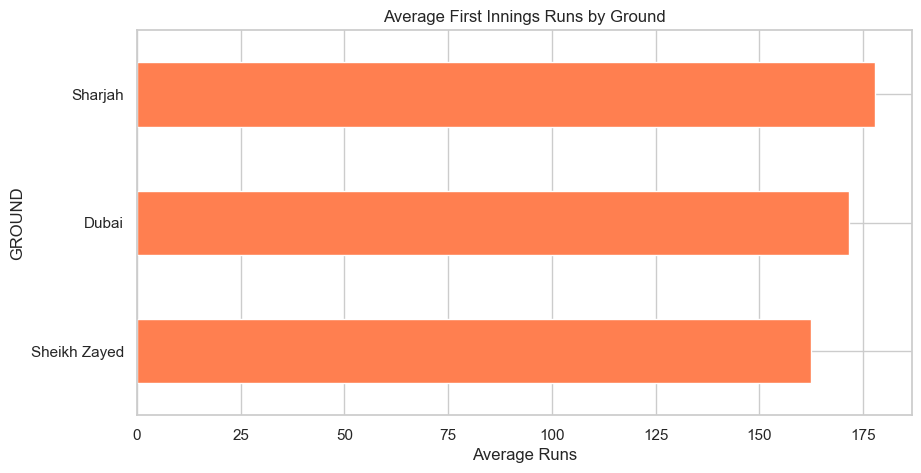 Average First Innings Runs by Ground
GROUND
Sharjah
Dubai
Sheikh Zayed
0 25 50 75 100 125 150 175
Average Runs